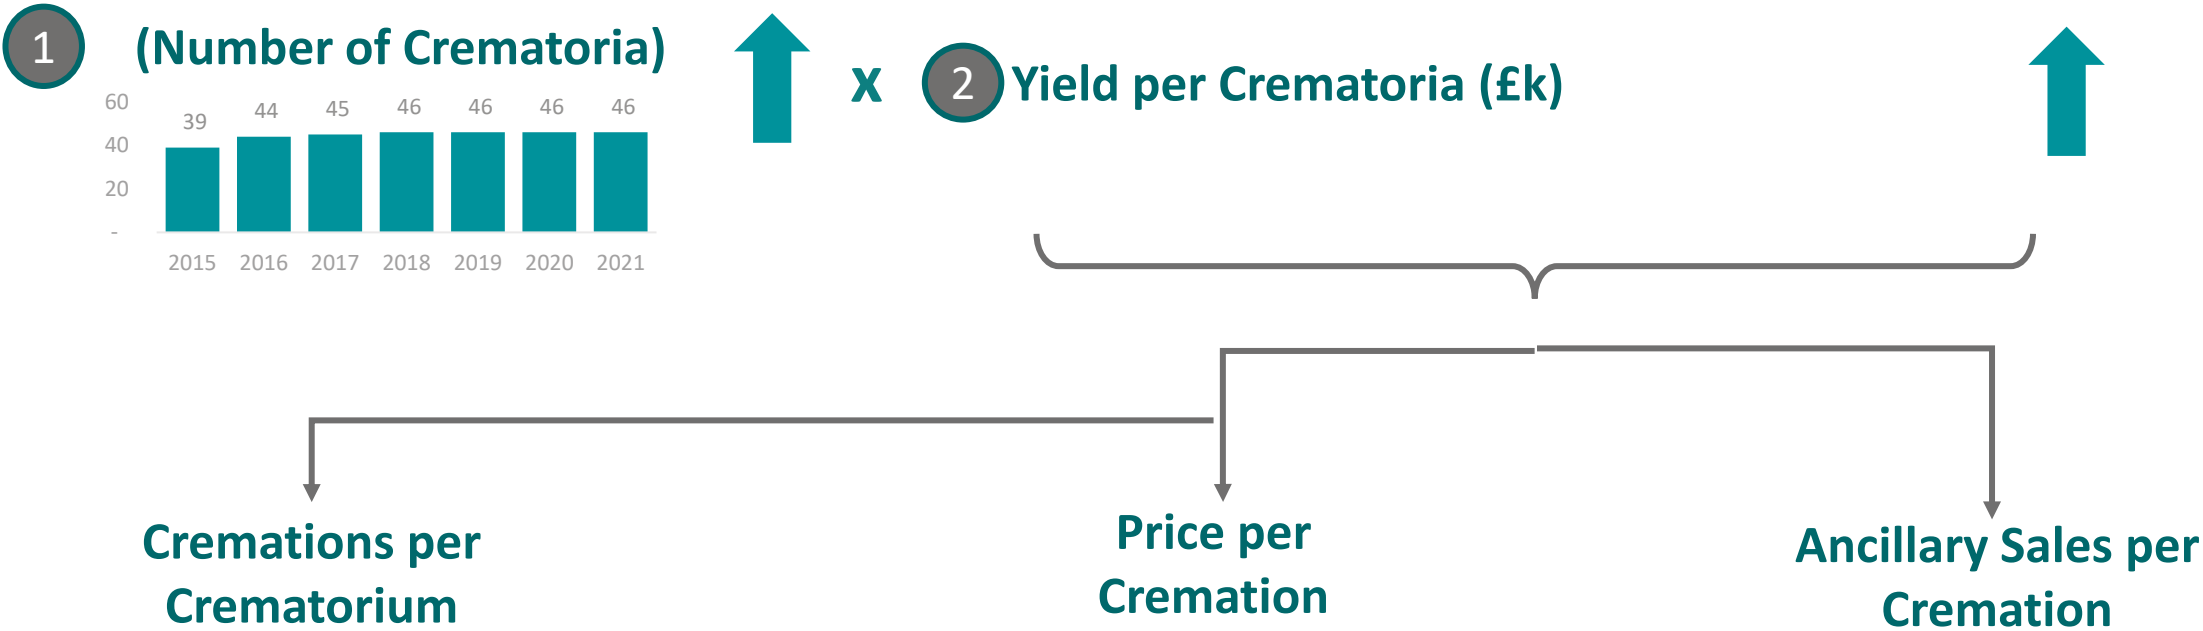 1
(Number of Crematoria)
x
2
Yield per Crematoria (£k)
60
40
20
-
39
44
45
46
46
46
46
2015
2016
2017
2018
2019
2020
2021
Cremations per
Crematorium
Price per
Cremation
Ancillary Sales per
Cremation